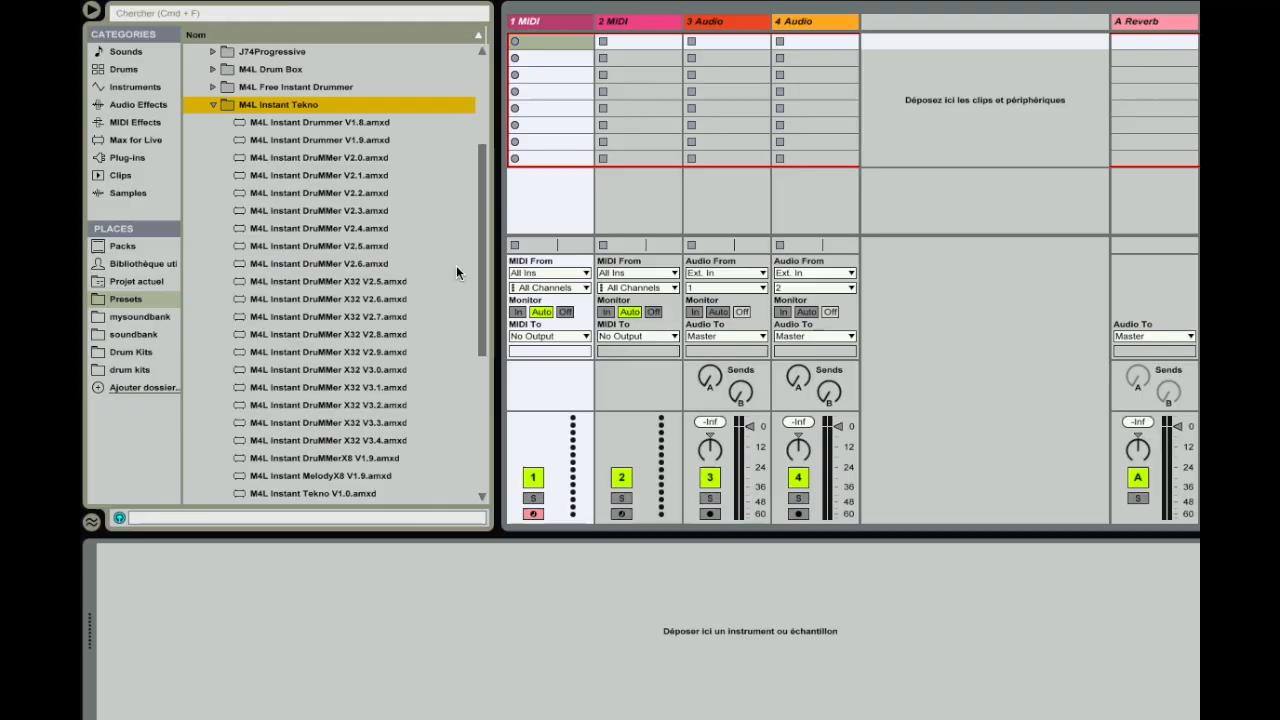 Chercher (Cmd + F)
CATEGORIES
Sounds
Drums
Instruments
Audio Effects
MIDI Effects
Max for Live
Plug-ins
Clips
Samples
PLACES
Packs
Bibliothèque uti
Projet actuel
Presets
mysoundbank
soundbank
Drum Kits
drum kits
Ajouter dossier...
Nom
J74Progressive
M4L Drum Box
M4L Free Instant Drummer
M4L Instant Tekno
M4L Instant Drummer V1.8.amxd
M4L Instant Drummer V1.9.amxd
M4L Instant DruMMer V2.0.amxd
M4L Instant DruMMer V2.1.amxd
M4L Instant DruMMer V2.2.amxd
M4L Instant DruMMer V2.3.amxd
M4L Instant DruMMer V2.4.amxd
M4L Instant DruMMer V2.5.amxd
M4L Instant DruMMer V2.6.amxd
M4L Instant DruMMer X32 V2.5.amxd
M4L Instant DruMMer X32 V2.6.amxd
M4L Instant DruMMer X32 V2.7.amxd
M4L Instant DruMMer X32 V2.8.amxd
M4L Instant DruMMer X32 V2.9.amxd
M4L Instant DruMMer X32 V3.0.amxd
M4L Instant DruMMer X32 V3.1.amxd
M4L Instant DruMMer X32 V3.2.amxd
M4L Instant DruMMer X32 V3.3.amxd
M4L Instant DruMMer X32 V3.4.amxd
M4L Instant DruMMerX8 V1.9.amxd
M4L Instant MelodyX8 V1.9.amxd
M4L Instant Tekno V1.0.amxd
1 MIDI 2 MIDI 3 Audio 4 Audio A Reverb
Déposez ici les clips et périphériques
MIDI From MIDI From Audio From Audio From
All Ins All Ins Ext. In Ext. In
All Channels All Channels 1 2
Monitor Monitor Monitor Monitor
In Auto Off In Auto Off In Auto Off In Auto Off
MIDI To MIDI To Audio To Audio To Audio To
No Output No Output Master Master Master
Sends Sends Sends
A A A
B B B
-Inf -Inf -Inf
0 0 0
12 12 12
24 24 24
1 2 3 4 A
36 36 36
S S S S S
48 48 48
60 60 60
Déposer ici un instrument ou échantillon